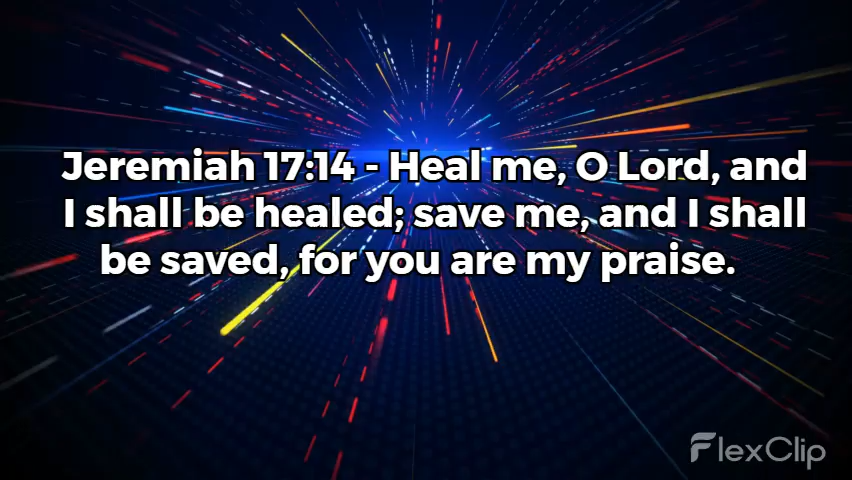 Jeremiah 17:14 - Heal me, O Lord, and
I shall be healed; save me, and I shall
be saved, for you are my praise.
FlexClip